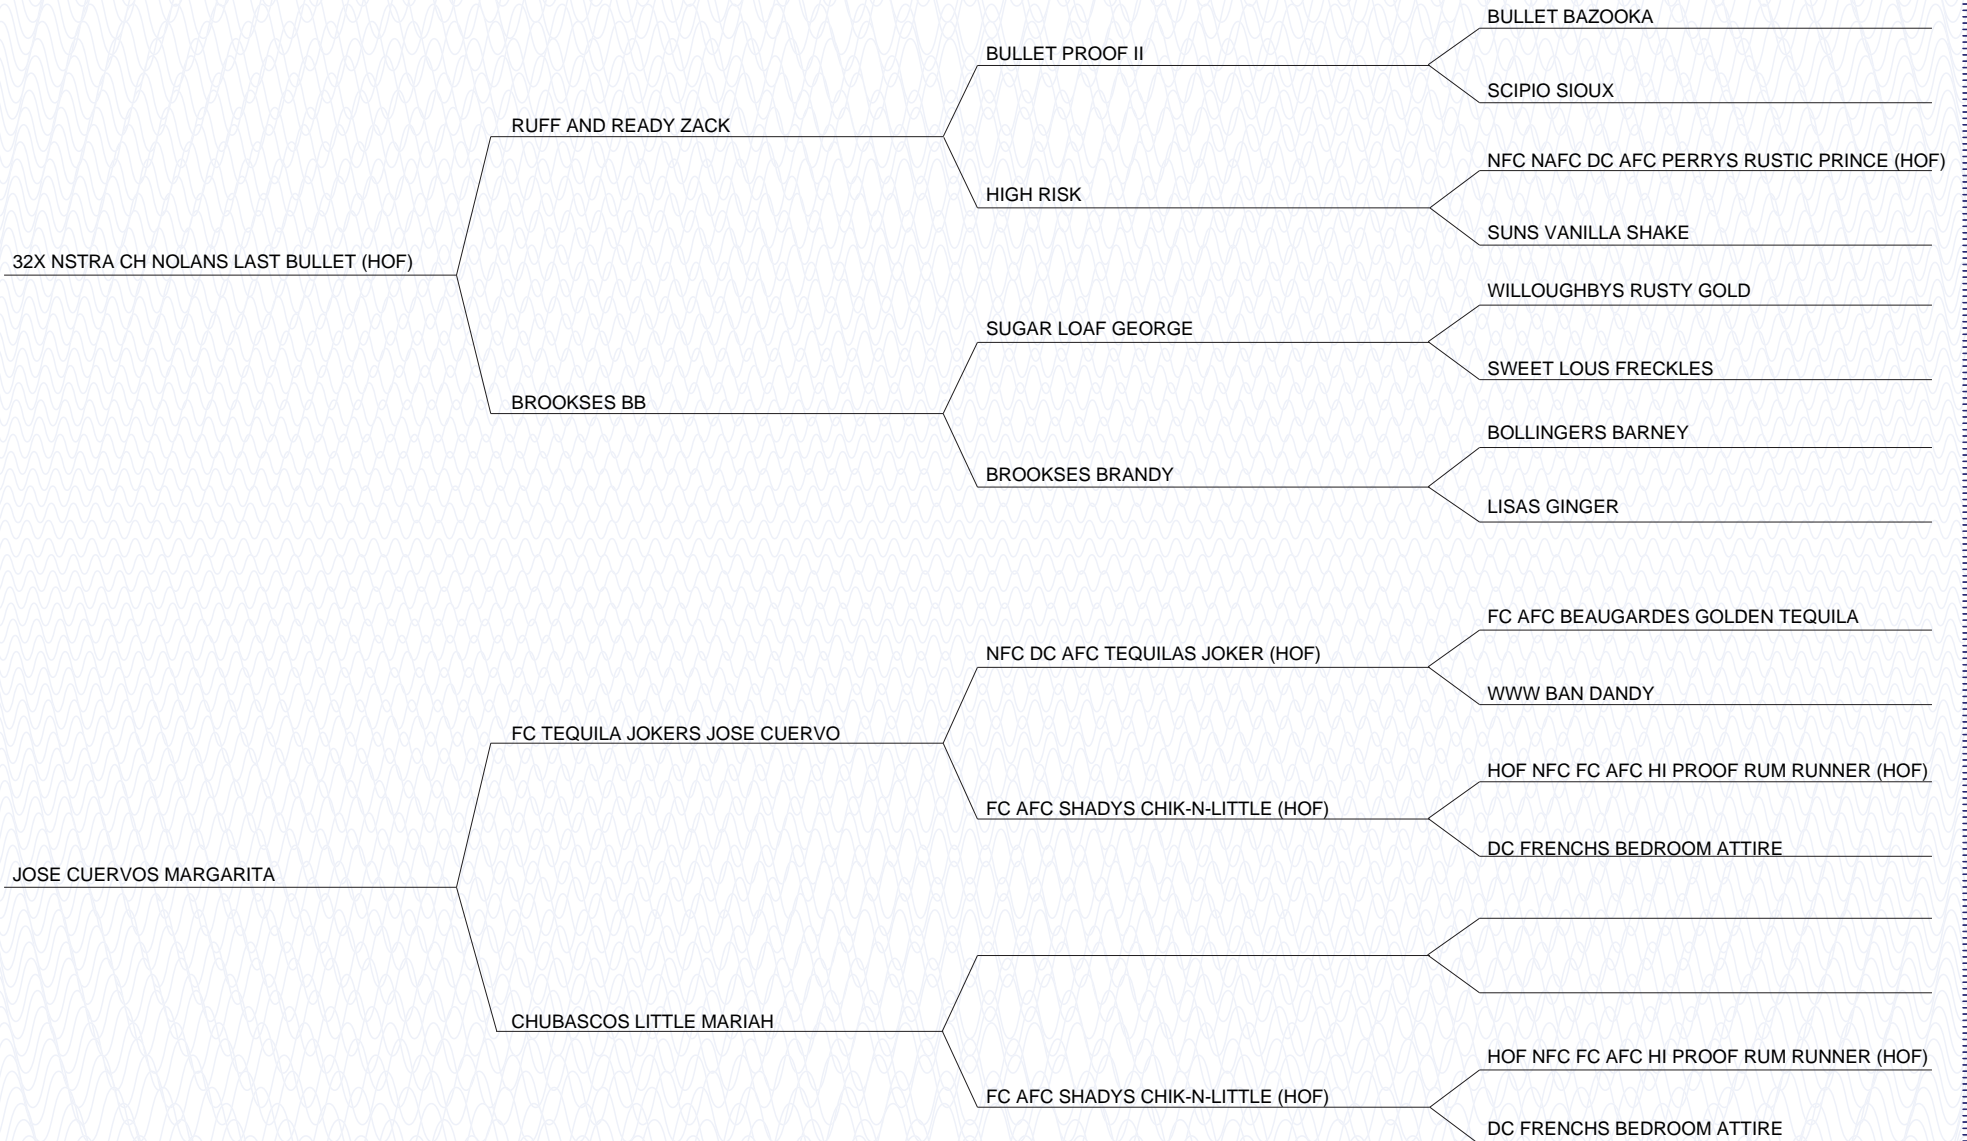 BULLET BAZOOKA
BULLET PROOF II
SCIPIO SIOUX
RUFF AND READY ZACK
NFC NAFC DC AFC PERRYS RUSTIC PRINCE (HOF)
HIGH RISK
SUNS VANILLA SHAKE
32X NSTRA CH NOLANS LAST BULLET (HOF)
WILLOUGHBYS RUSTY GOLD
SUGAR LOAF GEORGE
SWEET LOUS FRECKLES
BROOKSES BB
BOLLINGERS BARNEY
BROOKSES BRANDY
LISAS GINGER
FC AFC BEAUGARDES GOLDEN TEQUILA
NFC DC AFC TEQUILAS JOKER (HOF)
WWW BAN DANDY
FC TEQUILA JOKERS JOSE CUERVO
HOF NFC FC AFC HI PROOF RUM RUNNER (HOF)
FC AFC SHADYS CHIK-N-LITTLE (HOF)
DC FRENCHS BEDROOM ATTIRE
JOSE CUERVOS MARGARITA
CHUBASCOS LITTLE MARIAH
HOF NFC FC AFC HI PROOF RUM RUNNER (HOF)
FC AFC SHADYS CHIK-N-LITTLE (HOF)
DC FRENCHS BEDROOM ATTIRE